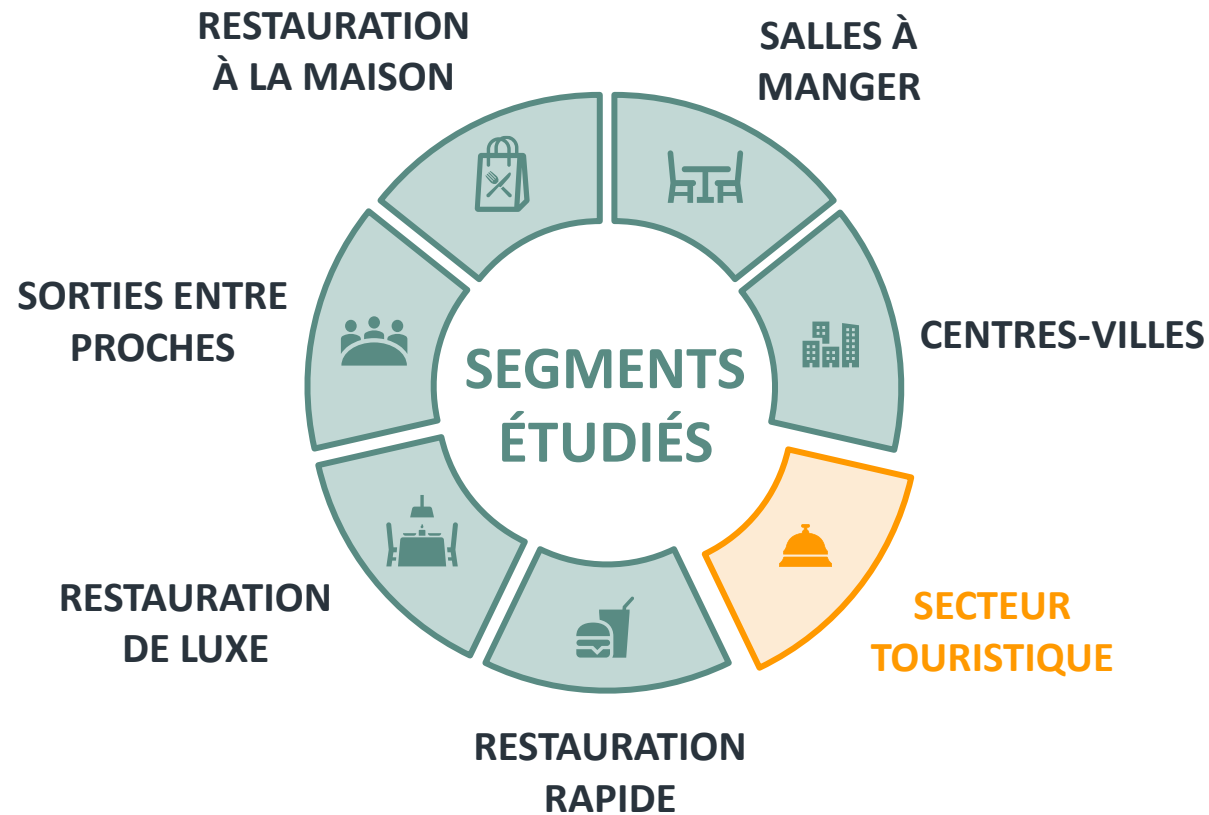 RESTAURATION
À LA MAISON
SALLES À
MANGER
SORTIES ENTRE
PROCHES
CENTRES-VILLES
SEGMENTS
ÉTUDIÉS
RESTAURATION
DE LUXE
SECTEUR
TOURISTIQUE
RESTAURATION
RAPIDE